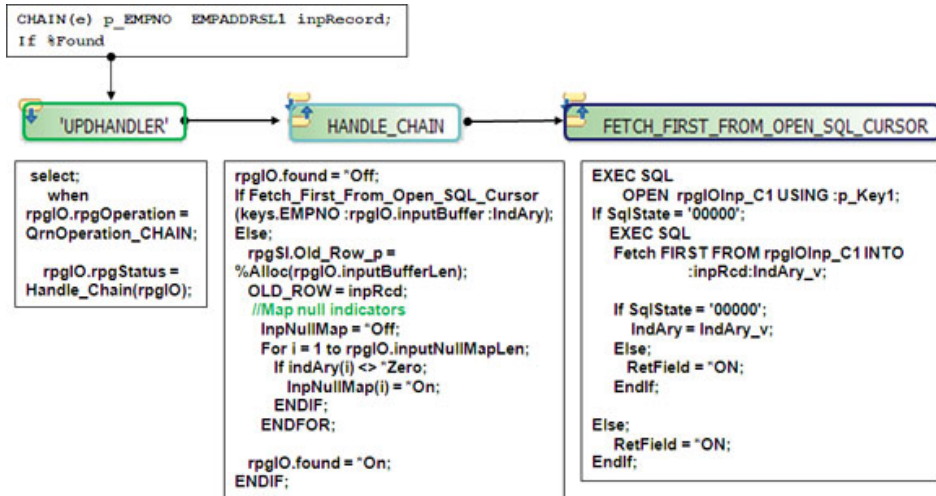 CHAIN(e) p_EMPNO EMPADDRSL1 inpRecord;
If %Found
'UPDHANDLER'
HANDLE_CHAIN
FETCH_FIRST_FROM_OPEN_SQL_CURSOR
select;
when
rpgIO.rpgOperation =
QrnOperation_CHAIN;
rpgIO.rpgStatus =
Handle_Chain(rpgIO);
rpgIO.found = *Off;
If Fetch_First_From_Open_SQL_Cursor
(keys.EMPNO :rpgIO.inputBuffer :IndAry);
Else;
rpgSI.Old_Row_p =
%Alloc(rpgIO.inputBufferLen);
OLD_ROW = inpRcd;
//Map null indicators
InpNullMap = *Off;
For i = 1 to rpgIO.inputNullMapLen;
If indAry(i) <> *Zero;
InpNullMap(i) = *On;
ENDIF;
ENDFOR;
rpgIO.found = *On;
ENDIF;
EXEC SQL
OPEN rpgIOInp_C1 USING :p_Key1;
If SqlState = '00000';
EXEC SQL
Fetch FIRST FROM rpgIOInp_C1 INTO
:inpRcd:IndAry_v;
If SqlState = '00000';
IndAry = IndAry_v;
Else;
RetField = *ON;
EndIf;
Else;
RetField = *ON;
EndIf;